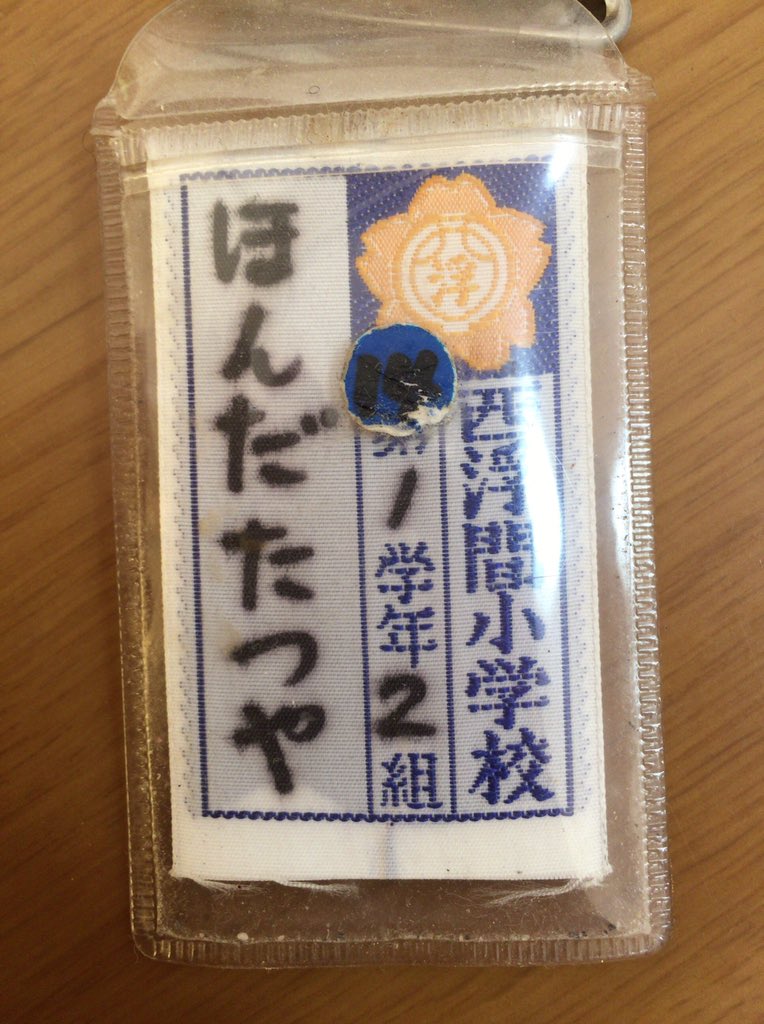 西浮間小学校
第1学年2組
ほんだたつや